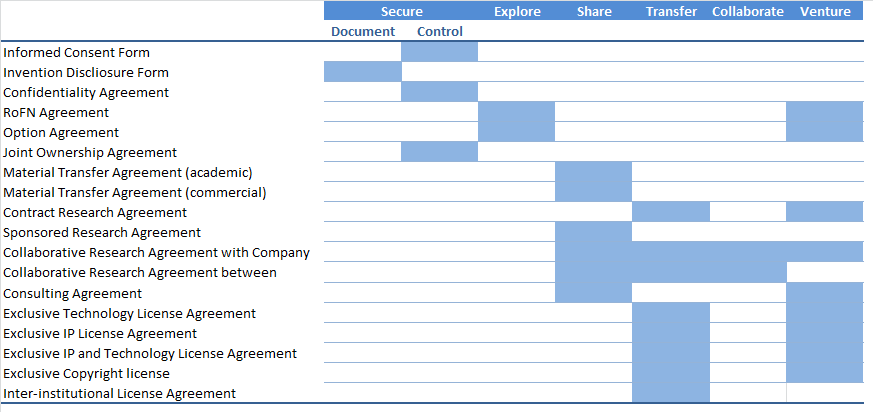 Secure Explore Share Transfer Collaborate Venture
Document Control
Informed Consent Form
Invention Discliosure Form
Confidentiality Agreement
RoFN Agreement
Option Agreement
Joint Ownership Agreement
Material Transfer Agreement (academic)
Material Transfer Agreement (commercial)
Contract Research Agreement
Sponsored Research Agreement
Collaborative Research Agreement with Company
Collaborative Research Agreement between
Consulting Agreement
Exclusive Technology License Agreement
Exclusive IP License Agreement
Exclusive IP and Technology License Agreement
Exclusive Copyright license
Inter-institutional License Agreement